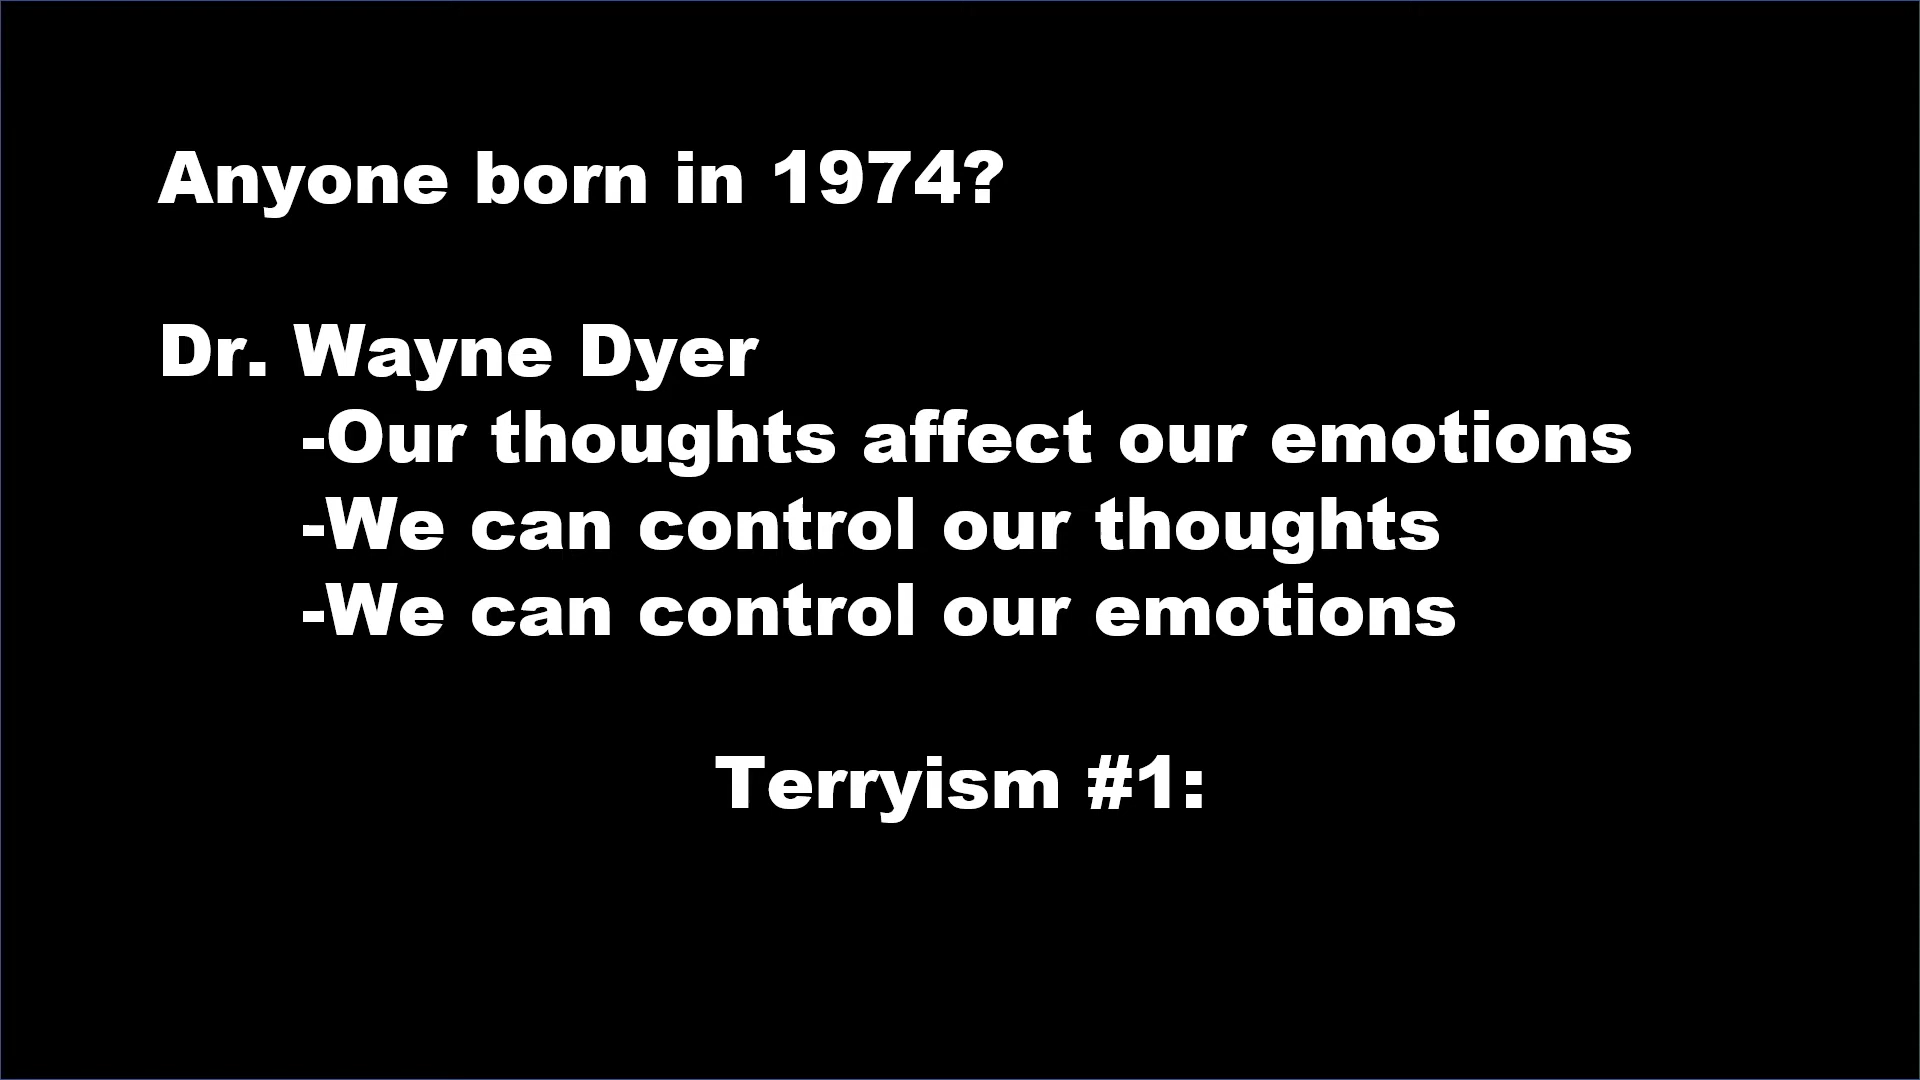 Anyone born in 1974?
Dr. Wayne Dyer
-Our thoughts affect our emotions
-We can control our thoughts
-We can control our emotions
Terryism #1: